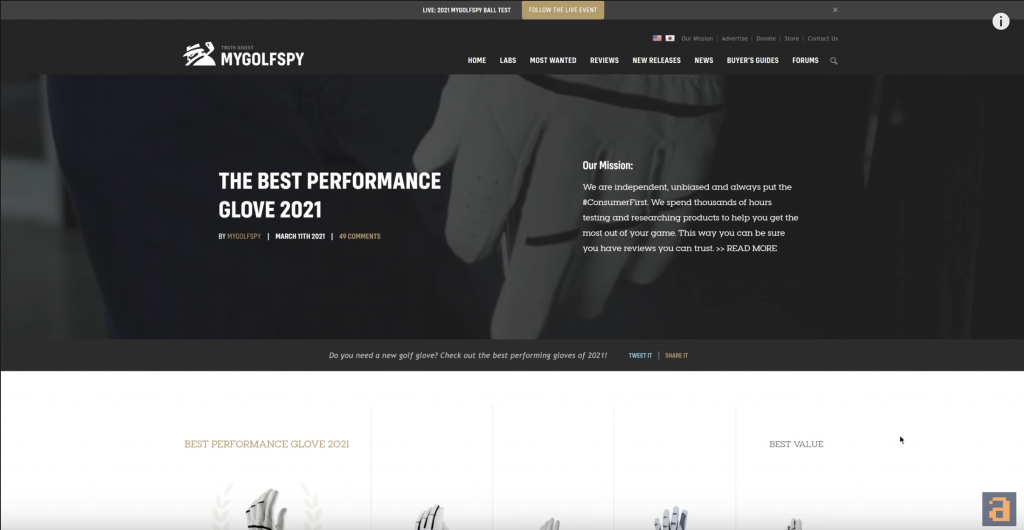 LIVE: 2021 MYGOLFSPY BALL TEST
FOLLOW THE LIVE EVENT
×
i
Our Mission | Advertise | Donate | Store | Contact Us
TRUTH DIGEST
MYGOLFSPY
HOME LABS MOST WANTED REVIEWS NEW RELEASES NEWS BUYER'S GUIDES FORUMS
THE BEST PERFORMANCE
GLOVE 2021
BY MYGOLFSPY | MARCH 11TH 2021 | 49 COMMENTS
Our Mission:
We are independent, unbiased and always put the
#ConsumerFirst. We spend thousands of hours
testing and researching products to help you get the
most out of your game. This way you can be sure
you have reviews you can trust. >> READ MORE
Do you need a new golf glove? Check out the best performing gloves of 2021!
TWEET IT | SHARE IT
BEST PERFORMANCE GLOVE 2021
BEST VALUE
a